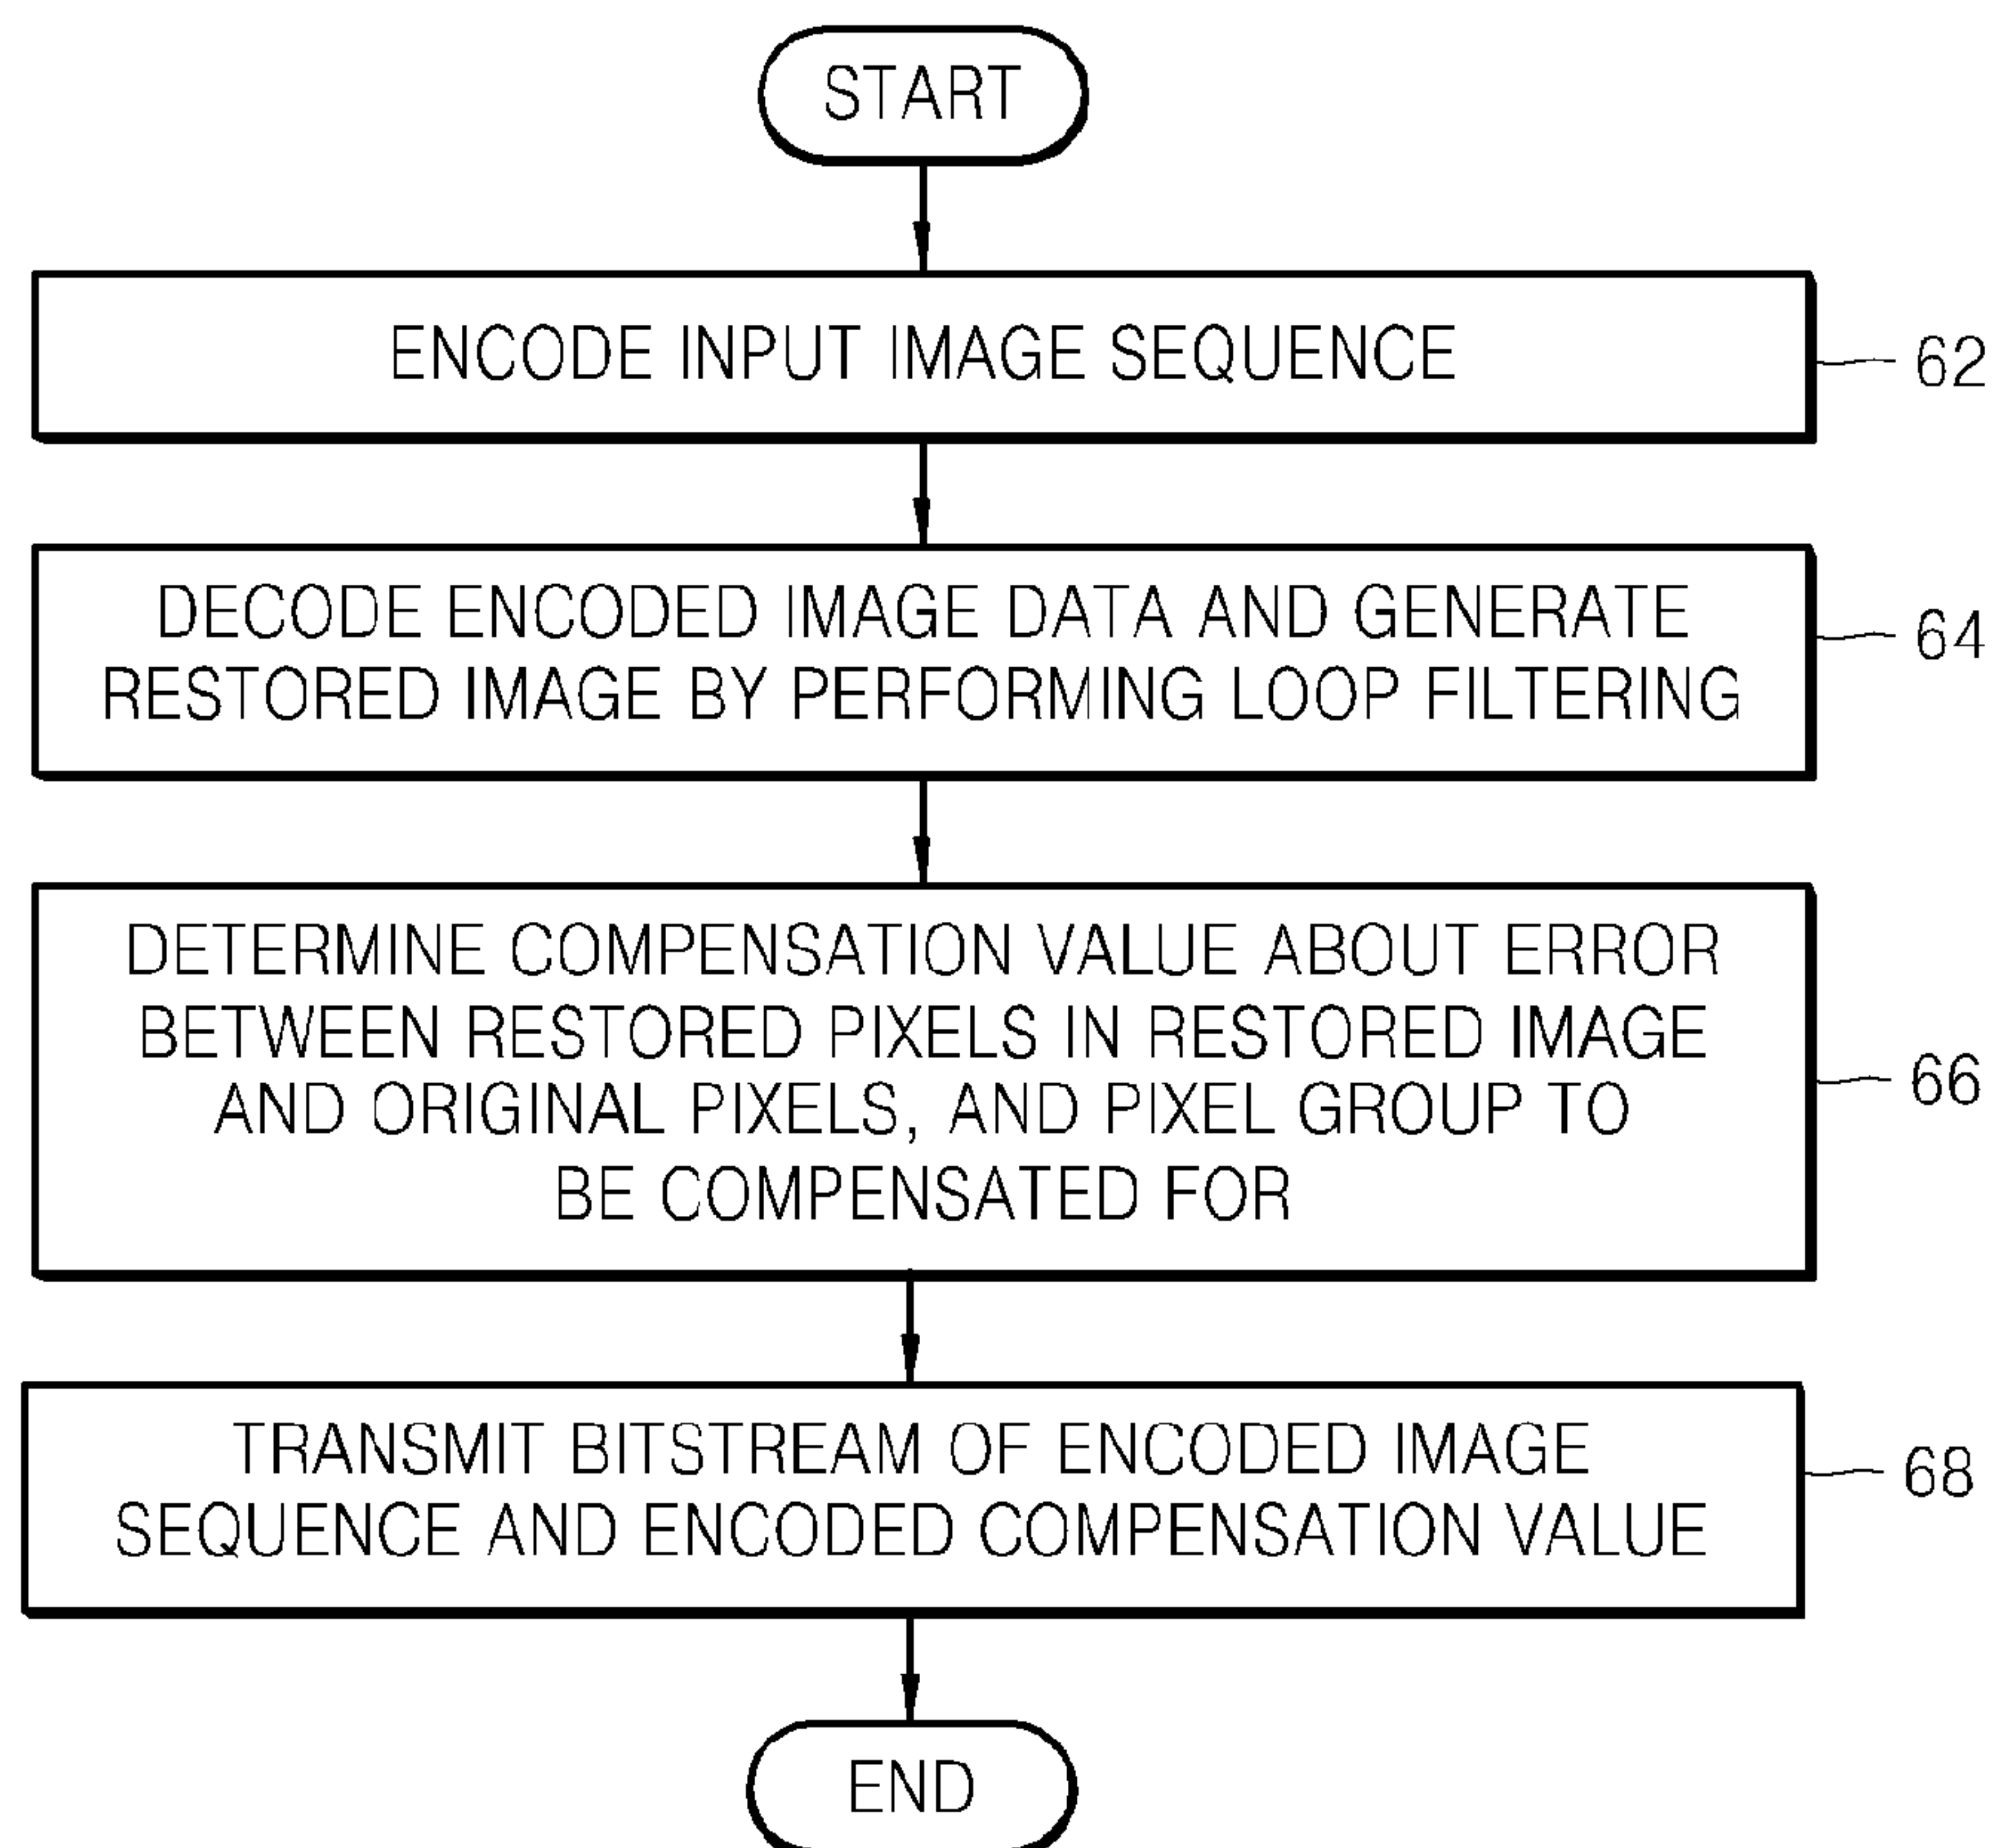 START
ENCODE INPUT IMAGE SEQUENCE
62
DECODE ENCODED IMAGE DATA AND GENERATE
RESTORED IMAGE BY PERFORMING LOOP FILTERING
64
DETERMINE COMPENSATION VALUE ABOUT ERROR
BETWEEN RESTORED PIXELS IN RESTORED IMAGE
AND ORIGINAL PIXELS, AND PIXEL GROUP TO
BE COMPENSATED FOR
66
TRANSMIT BITSTREAM OF ENCODED IMAGE
SEQUENCE AND ENCODED COMPENSATION VALUE
68
END